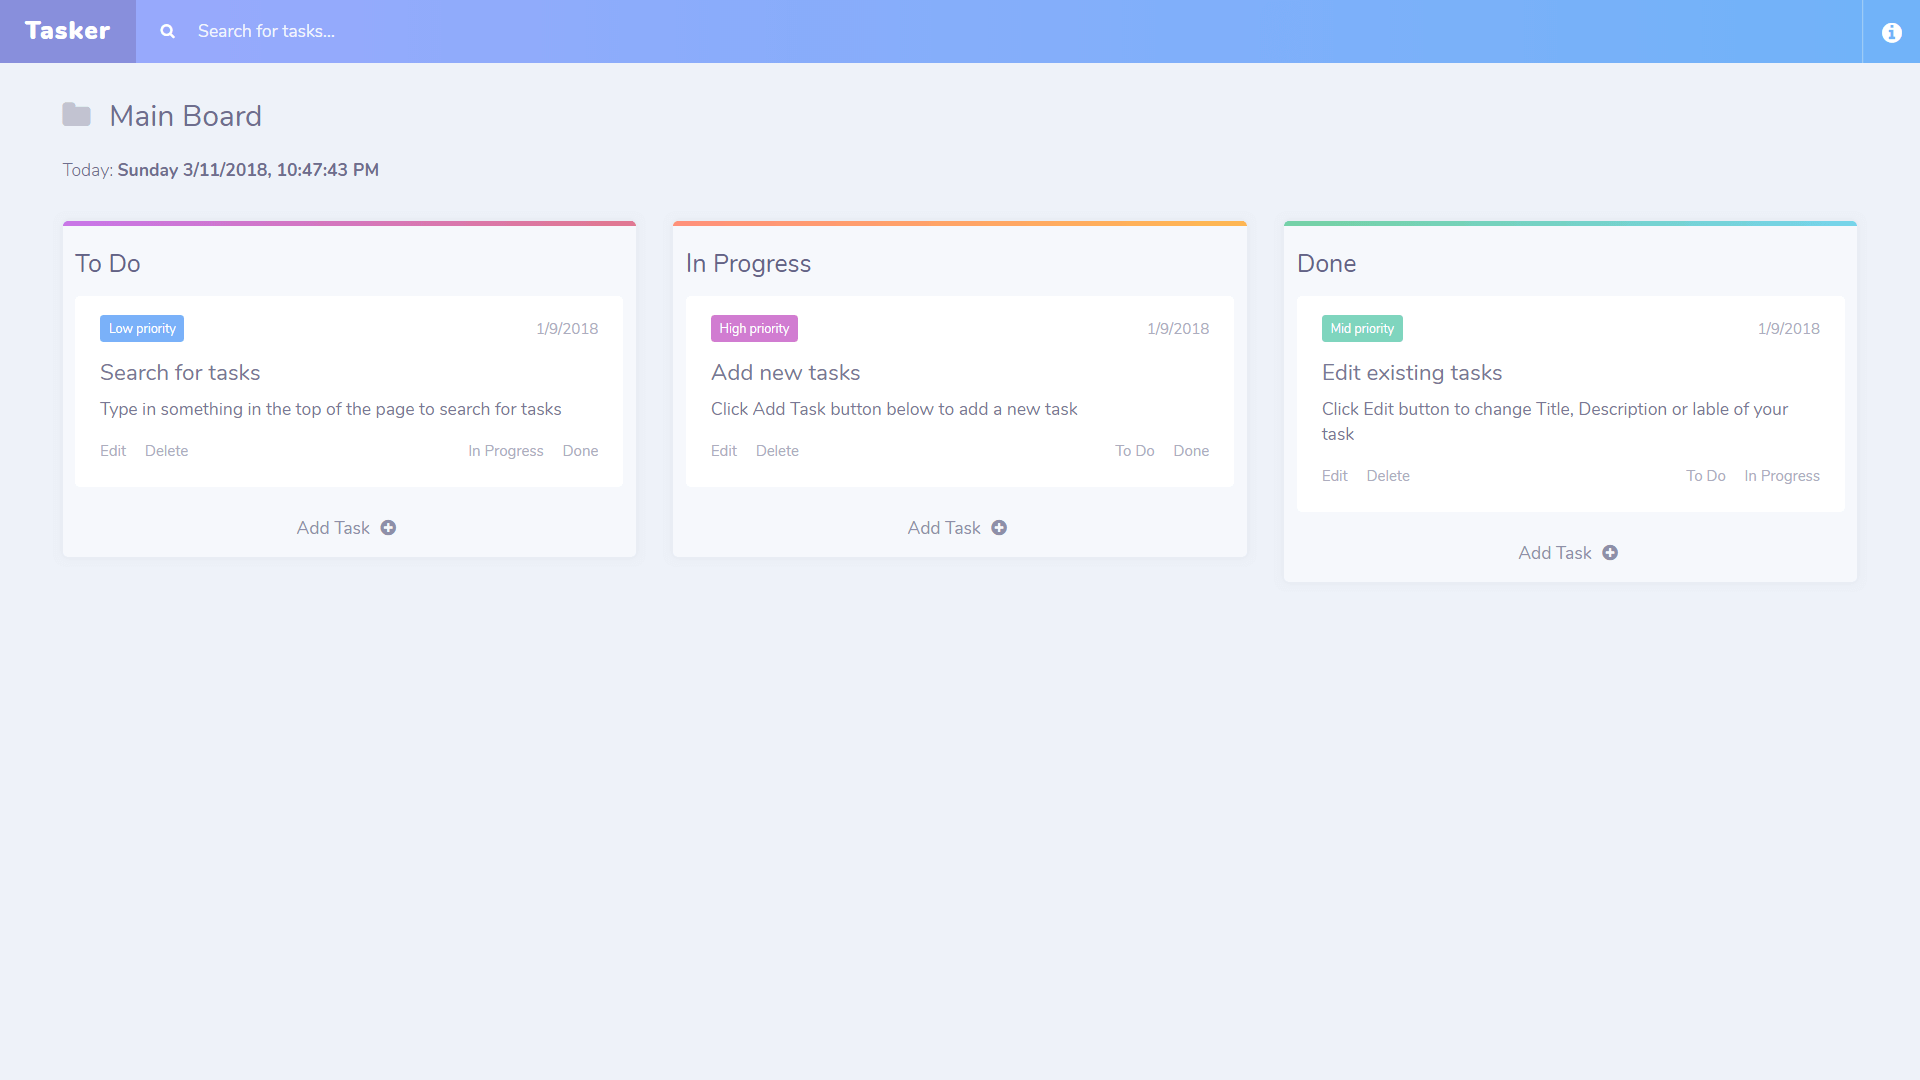 Tasker
Search for tasks...
Main Board
Today: Sunday 3/11/2018, 10:47:43 PM
To Do
Low priority
1/9/2018
Search for tasks
Type in something in the top of the page to search for tasks
Edit Delete In Progress Done
Add Task
In Progress
High priority
1/9/2018
Add new tasks
Click Add Task button below to add a new task
Edit Delete To Do Done
Add Task
Done
Mid priority
1/9/2018
Edit existing tasks
Click Edit button to change Title, Description or lable of your
task
Edit Delete To Do In Progress
Add Task